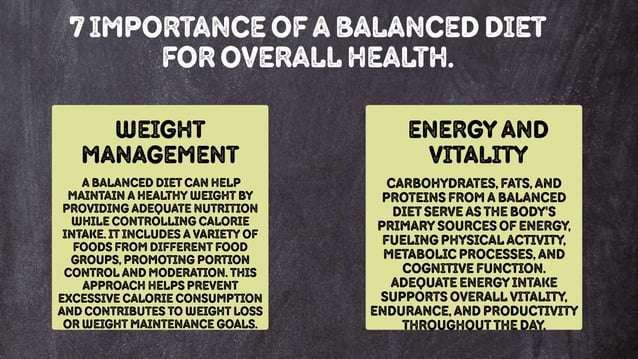 7 IMPORTANCE OF A BALANCED DIET
FOR OVERALL HEALTH.
WEIGHT
MANAGEMENT
A BALANCED DIET CAN HELP
MAINTAIN A HEALTHY WEIGHT BY
PROVIDING ADEQUATE NUTRITION
WHILE CONTROLLING CALORIE
INTAKE. IT INCLUDES A VARIETY OF
FOODS FROM DIFFERENT FOOD
GROUPS, PROMOTING PORTION
CONTROL AND MODERATION. THIS
APPROACH HELPS PREVENT
EXCESSIVE CALORIE CONSUMPTION
AND CONTRIBUTES TO WEIGHT LOSS
OR WEIGHT MAINTENANCE GOALS.
ENERGY AND
VITALITY
CARBOHYDRATES, FATS, AND
PROTEINS FROM A BALANCED
DIET SERVE AS THE BODY'S
PRIMARY SOURCES OF ENERGY,
FUELING PHYSICAL ACTIVITY,
METABOLIC PROCESSES, AND
COGNITIVE FUNCTION.
ADEQUATE ENERGY INTAKE
SUPPORTS OVERALL VITALITY,
ENDURANCE, AND PRODUCTIVITY
THROUGHOUT THE DAY.